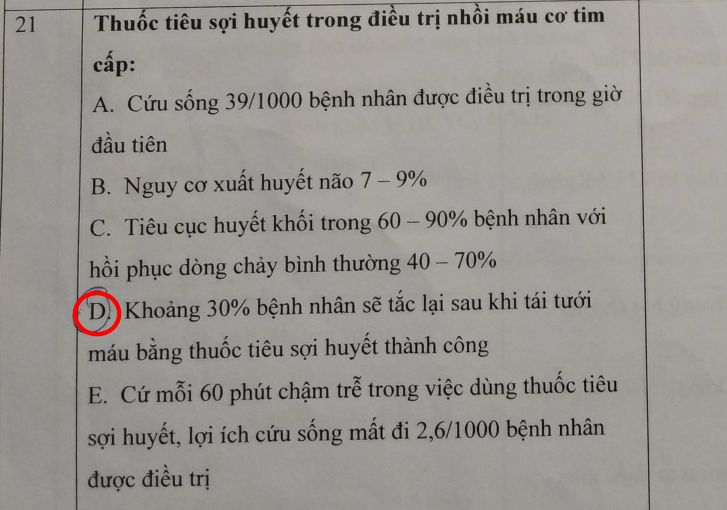 21 Thuốc tiêu sợi huyết trong điều trị nhồi máu cơ tim
cấp:
A. Cứu sống 39/1000 bệnh nhân được điều trị trong giờ
đầu tiên
B. Nguy cơ xuất huyết não 7 – 9%
C. Tiêu cục huyết khối trong 60 – 90% bệnh nhân với
hồi phục dòng chảy bình thường 40 – 70%
D. Khoảng 30% bệnh nhân sẽ tắc lại sau khi tái tưới
máu bằng thuốc tiêu sợi huyết thành công
E. Cứ mỗi 60 phút chậm trễ trong việc dùng thuốc tiêu
sợi huyết, lợi ích cứu sống mất đi 2,6/1000 bệnh nhân
được điều trị